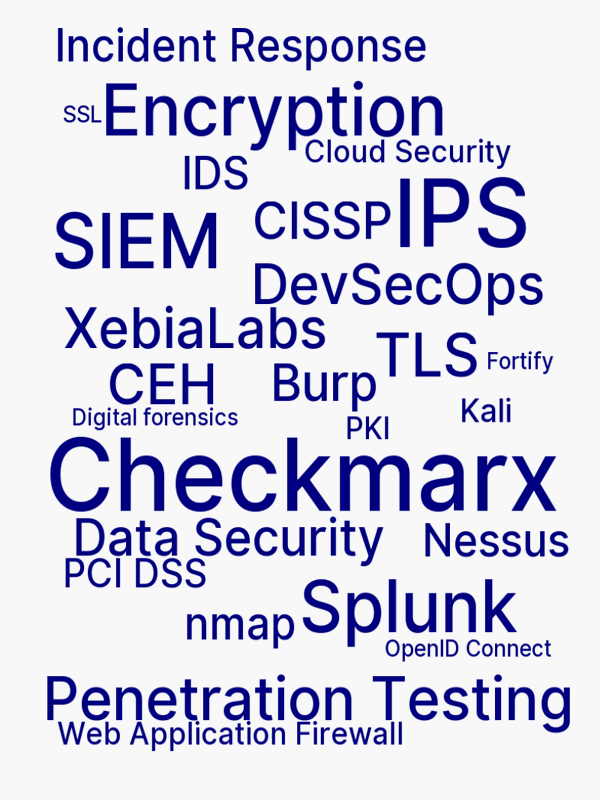 Incident Response
SSL
Encryption
Cloud Security
IDS
CISSP
IPS
SIEM
DevSecOps
XebiaLabs
TLS
Fortify
CEH
Burp
Kali
Digital forensics
PKI
Checkmarx
Data Security
Nessus
PCI DSS
Splunk
nmap
OpenID Connect
Penetration Testing
Web Application Firewall